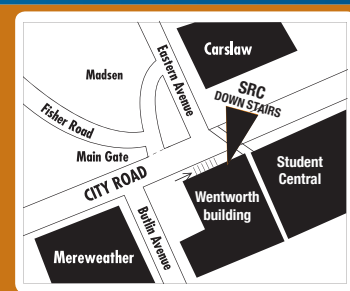 Carslaw
Madsen
Eastern Avenue
SRC
DOWN STAIRS
Fisher Road
Main Gate
CITY ROAD
Student
Central
Wentworth
building
Butlin Avenue
Mereweather